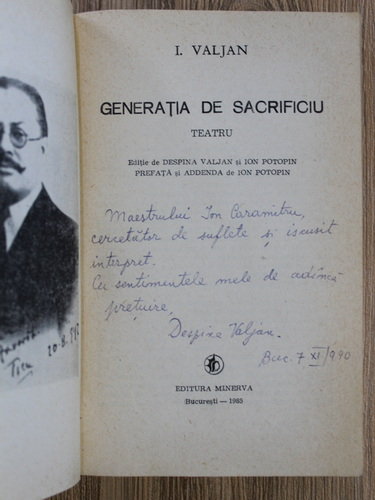 I. VALJAN
GENERAȚIA DE SACRIFICIU
TEATRU
Ediție de DESPINA VALJAN și ION POTOPIN
PREFAȚĂ și ADDENDA de ION POTOPIN
Maestrului Ion Caramitru,
cercetător de suflete și iscusit
interpret.
Cu sentimentele mele de adîncă
prețuire,
Despina Valjan.
Buc. 7 XI/990
EDITURA MINERVA
București — 1985